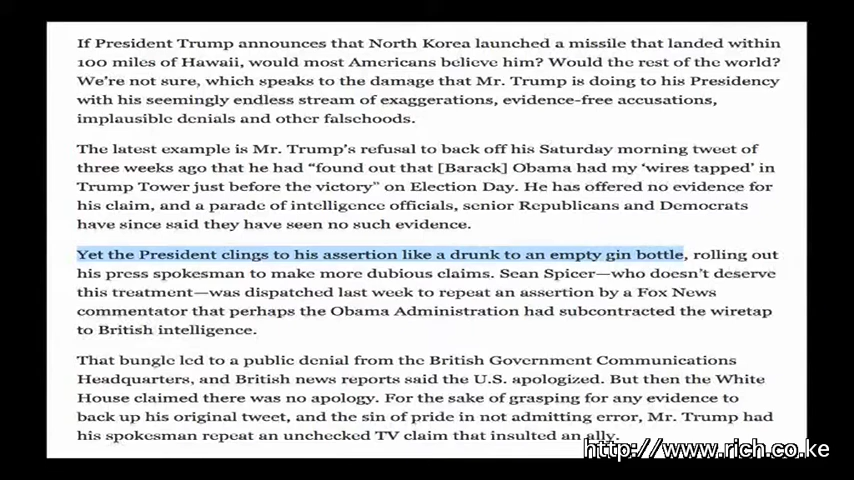 If President Trump announces that North Korea launched a missile that landed within
100 miles of Hawaii, would most Americans believe him? Would the rest of the world?
We're not sure, which speaks to the damage that Mr. Trump is doing to his Presidency
with his seemingly endless stream of exaggerations, evidence-free accusations,
implausible denials and other falsehoods.
The latest example is Mr. Trump's refusal to back off his Saturday morning tweet of
three weeks ago that he had “found out that [Barack] Obama had my ‘wires tapped’ in
Trump Tower just before the victory” on Election Day. He has offered no evidence for
his claim, and a parade of intelligence officials, senior Republicans and Democrats
have since said they have seen no such evidence.
Yet the President clings to his assertion like a drunk to an empty gin bottle, rolling out
his press spokesman to make more dubious claims. Sean Spicer—who doesn't deserve
this treatment—was dispatched last week to repeat an assertion by a Fox News
commentator that perhaps the Obama Administration had subcontracted the wiretap
to British intelligence.
That bungle led to a public denial from the British Government Communications
Headquarters, and British news reports said the U.S. apologized. But then the White
House claimed there was no apology. For the sake of grasping for any evidence to
back up his original tweet, and the sin of pride in not admitting error, Mr. Trump had
his spokesman repeat an unchecked TV claim that insulted an ally.
http://www.rich.co.ke